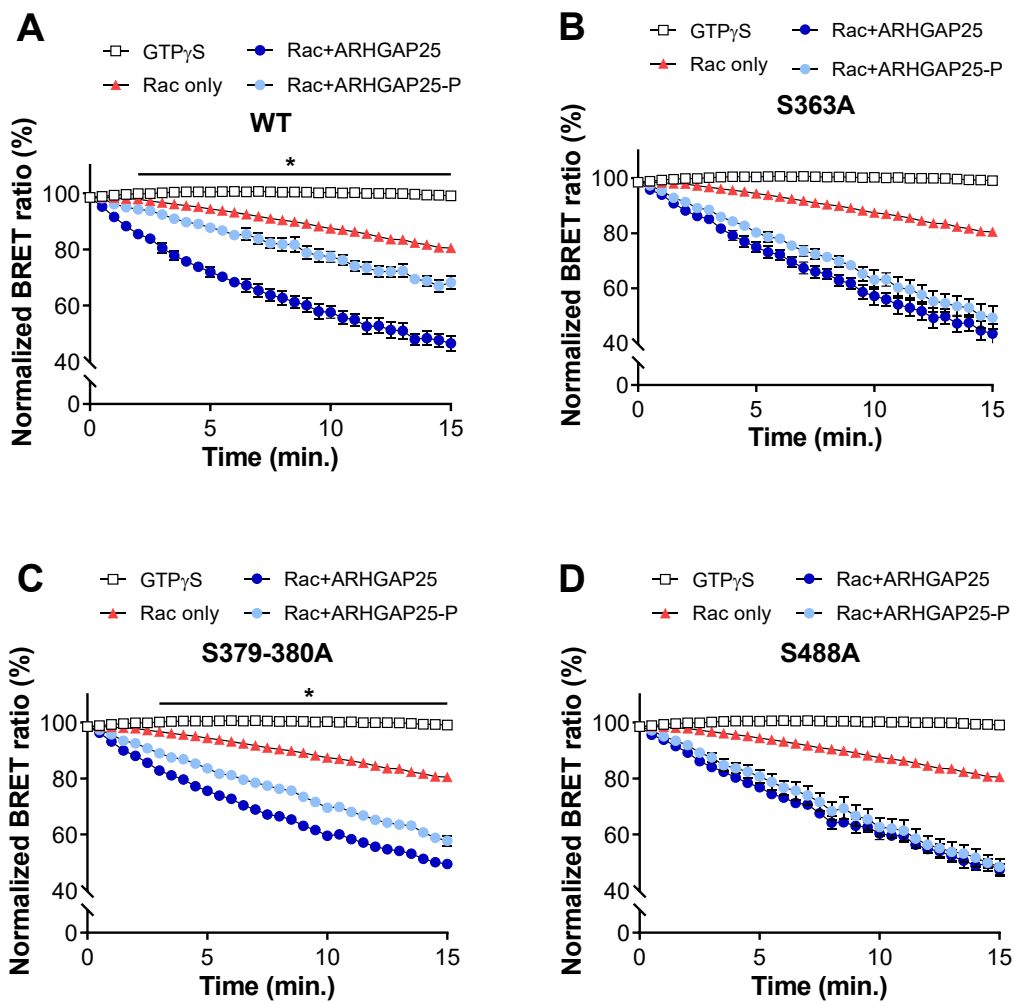 A
GTPγS
Rac+ARHGAP25
Rac only
Rac+ARHGAP25-P
WT
*
Normalized BRET ratio (%)
100
80
60
40
0
0 5 10 15
Time (min.)
B
GTPγS
Rac+ARHGAP25
Rac only
Rac+ARHGAP25-P
S363A
Normalized BRET ratio (%)
100
80
60
40
0
0 5 10 15
Time (min.)
C
GTPγS
Rac+ARHGAP25
Rac only
Rac+ARHGAP25-P
S379-380A
*
Normalized BRET ratio (%)
100
80
60
40
0
0 5 10 15
Time (min.)
D
GTPγS
Rac+ARHGAP25
Rac only
Rac+ARHGAP25-P
S488A
Normalized BRET ratio (%)
100
80
60
40
0
0 5 10 15
Time (min.)